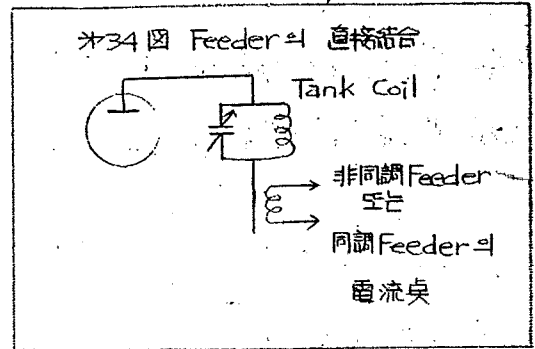 才34図 Feeder의 直接結合
Tank Coil
非同調Feeder
또는
同調Feeder의
電流臾